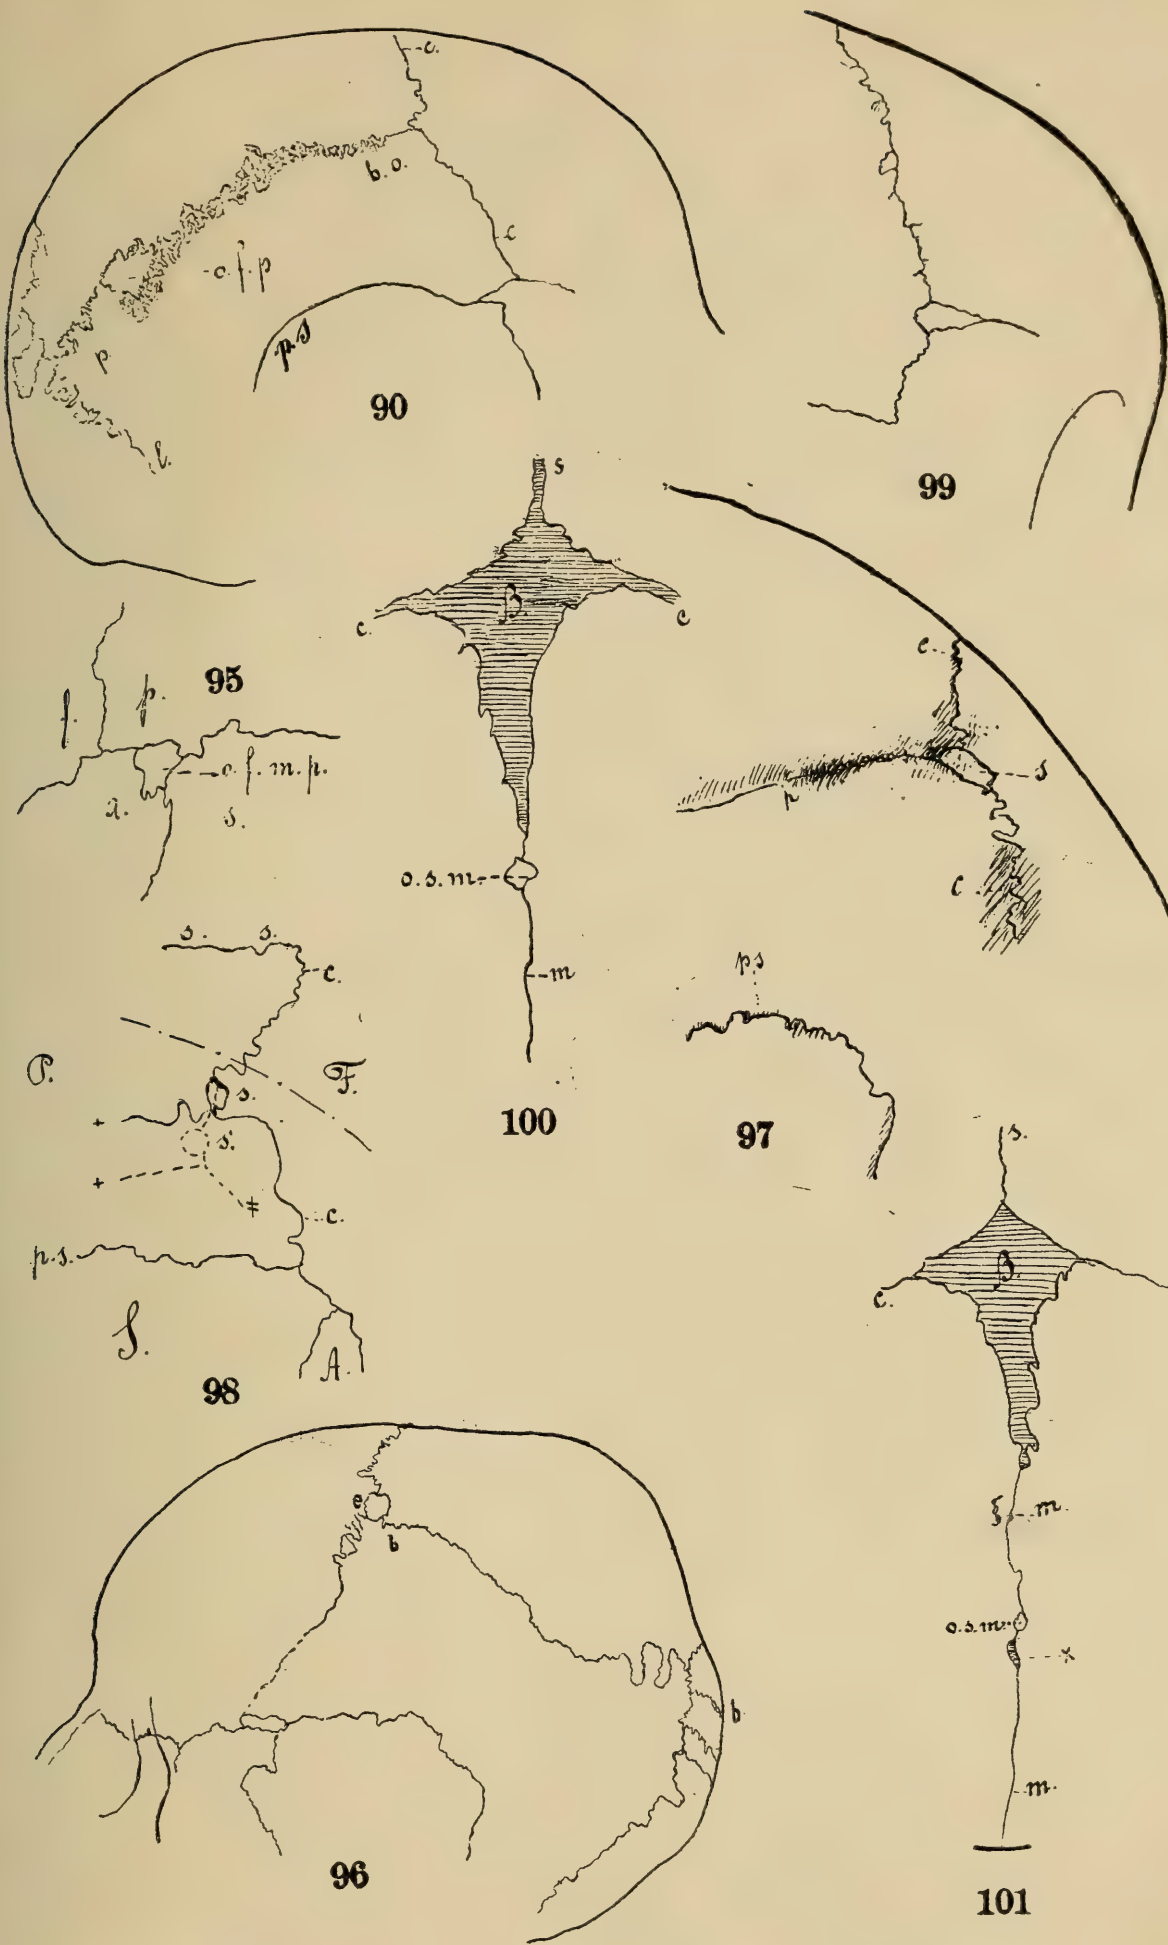 c.
b.o.
c
o.f.p
p.
p.s
l.
90
99
s
B.
c.
c
o.s.m.
m
100
95
f.
p.
o.f.m.p.
a.
s.
c.
s
p
c
ps
97
s. s.
c.
P.
F.
+
s.
s'.
+
‡
c.
p.s.
S.
A.
98
e
b
b
96
s.
B.
c.
ξ
m.
o.s.m.
x
m.
101